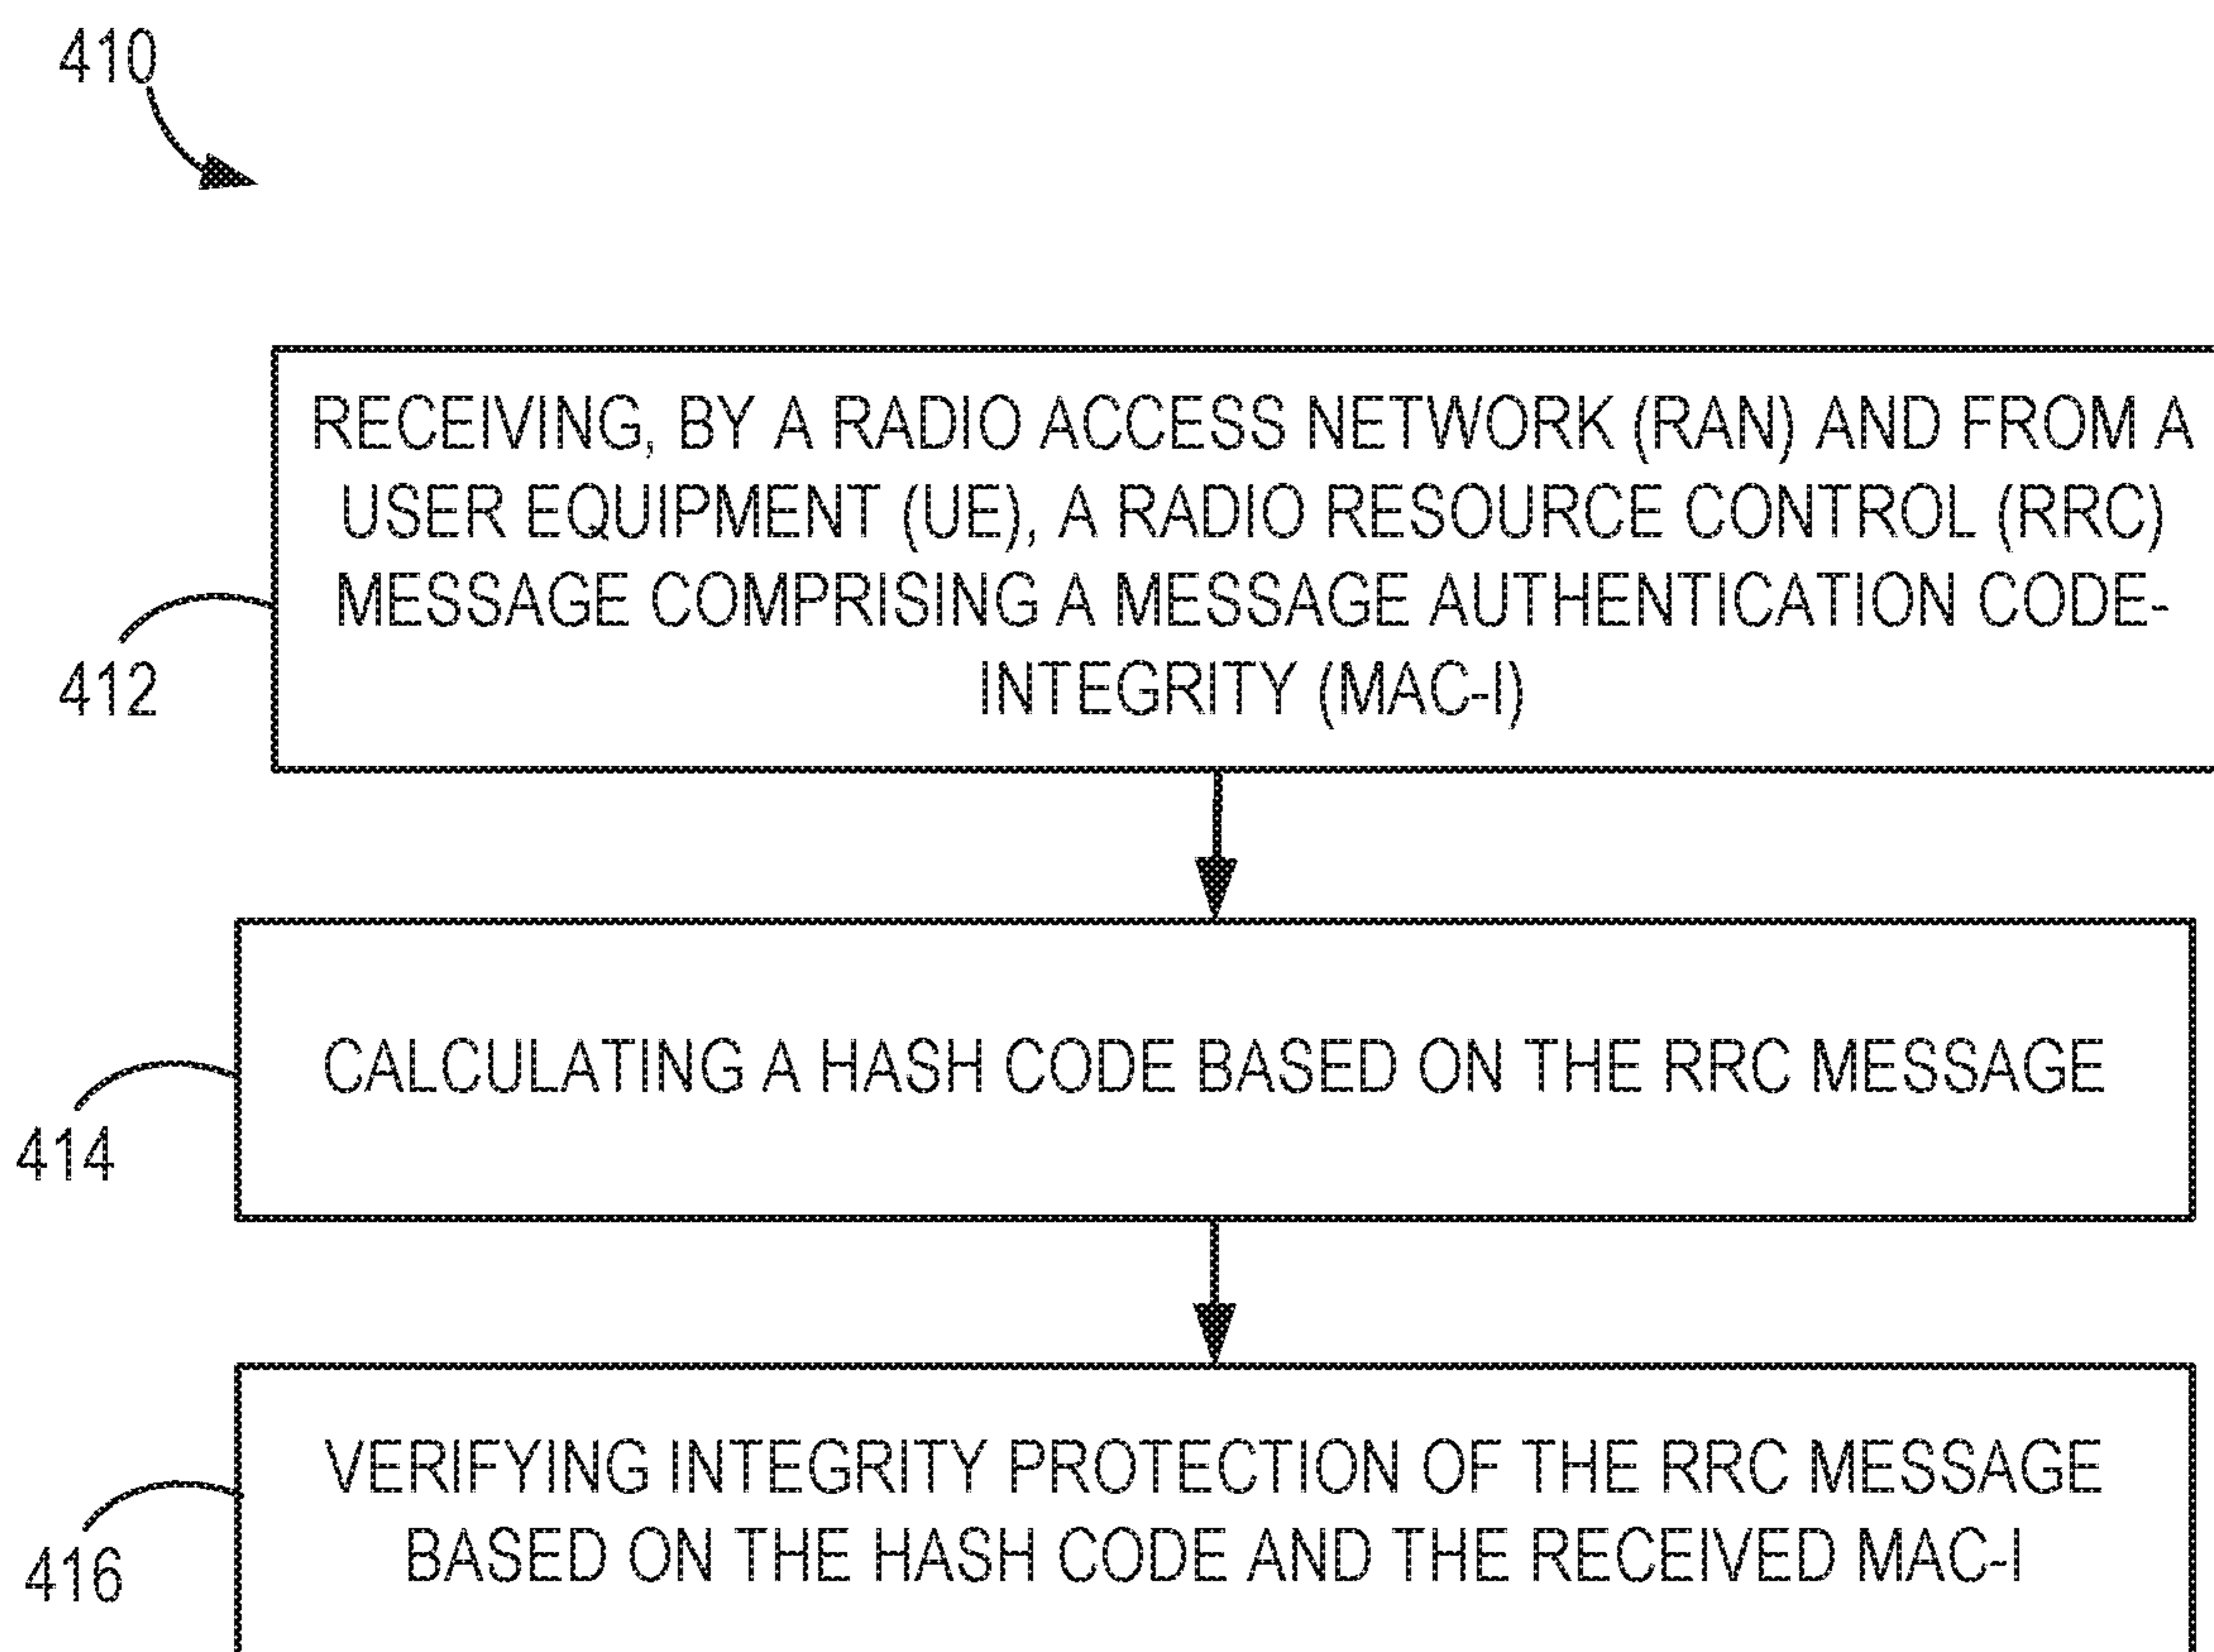 410
RECEIVING, BY A RADIO ACCESS NETWORK (RAN) AND FROM A
USER EQUIPMENT (UE), A RADIO RESOURCE CONTROL (RRC)
MESSAGE COMPRISING A MESSAGE AUTHENTICATION CODE-
INTEGRITY (MAC-I)
412
CALCULATING A HASH CODE BASED ON THE RRC MESSAGE
414
VERIFYING INTEGRITY PROTECTION OF THE RRC MESSAGE
BASED ON THE HASH CODE AND THE RECEIVED MAC-I
416